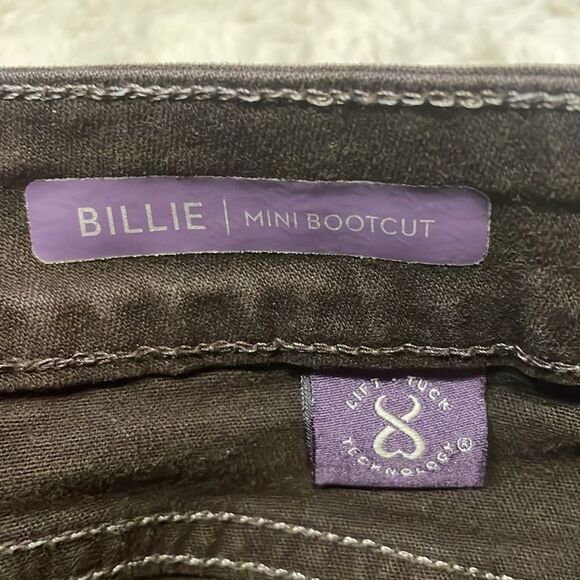 BILLIE | MINI BOOTCUT
LIFT · TUCK
TECHNOLOGY®